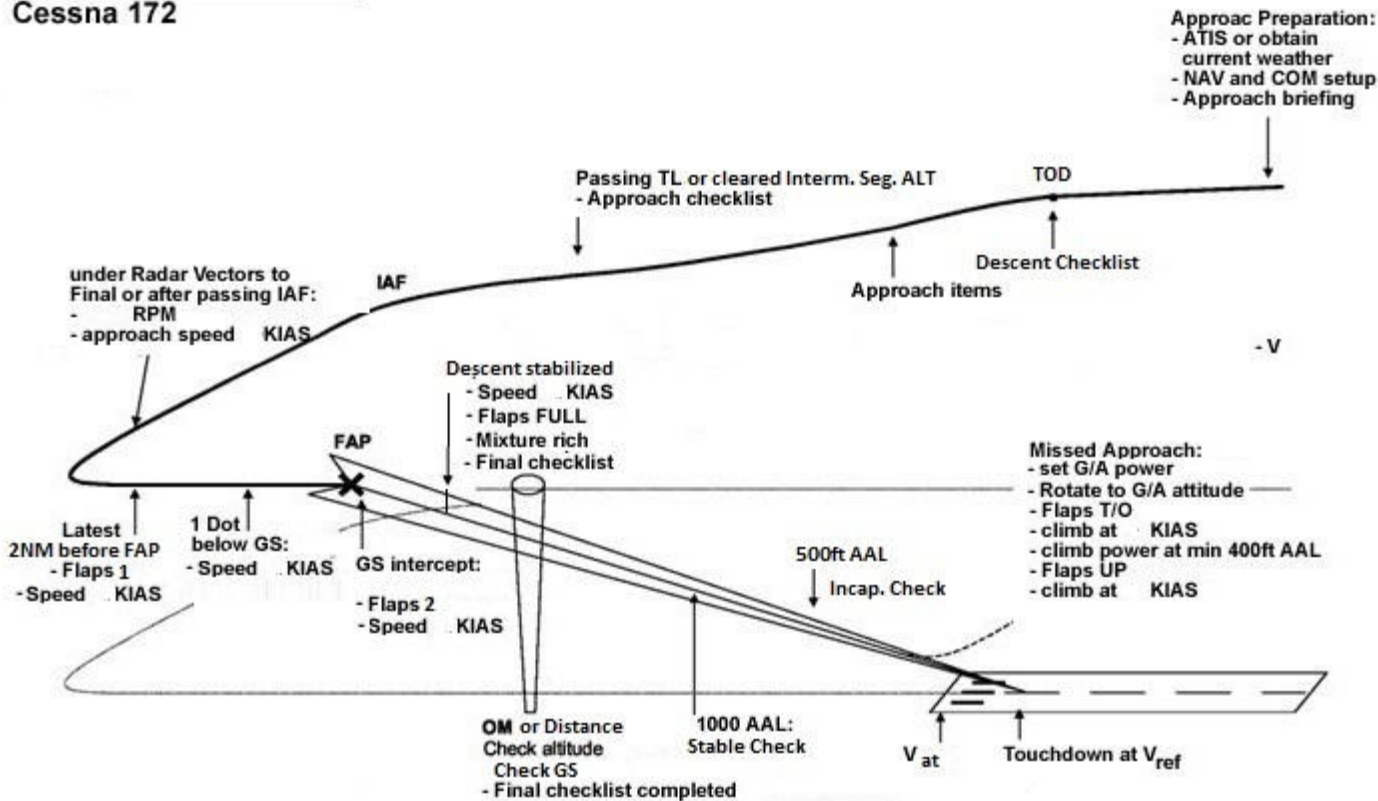 Cessna 172
Approac Preparation:
- ATIS or obtain
current weather
- NAV and COM setup
- Approach briefing
TOD
Passing TL or cleared Interm. Seg. ALT
- Approach checklist
Descent Checklist
Approach items
IAF
under Radar Vectors to
Final or after passing IAF:
- RPM
- approach speed KIAS
- V
Descent stabilized
- Speed KIAS
- Flaps FULL
- Mixture rich
- Final checklist
FAP
Missed Approach:
- set G/A power
- Rotate to G/A attitude
- Flaps T/O
- climb at KIAS
- climb power at min 400ft AAL
- Flaps UP
- climb at KIAS
Latest
2NM before FAP
- Flaps 1
- Speed KIAS
1 Dot
below GS:
- Speed KIAS
GS intercept:
- Flaps 2
- Speed KIAS
500ft AAL
Incap. Check
OM or Distance
Check altitude
Check GS
- Final checklist completed
1000 AAL:
Stable Check
V at
Touchdown at Vref